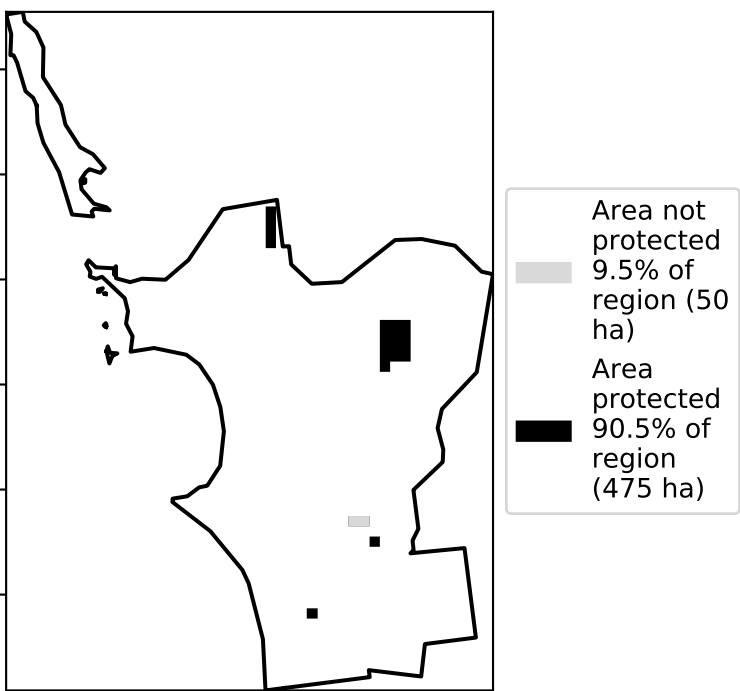 Area not
protected
9.5% of
region (50
ha)
Area
protected
90.5% of
region
(475 ha)